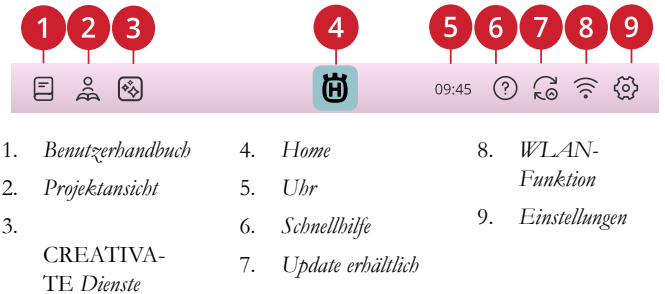 1 2 3 4 5 6 7 8 9
09:45
1. Benutzerhandbuch
2. Projektansicht
3.
CREATIVA-
TE Dienste
4. Home
5. Uhr
6. Schnellhilfe
7. Update erhältlich
8. WLAN-
Funktion
9. Einstellungen